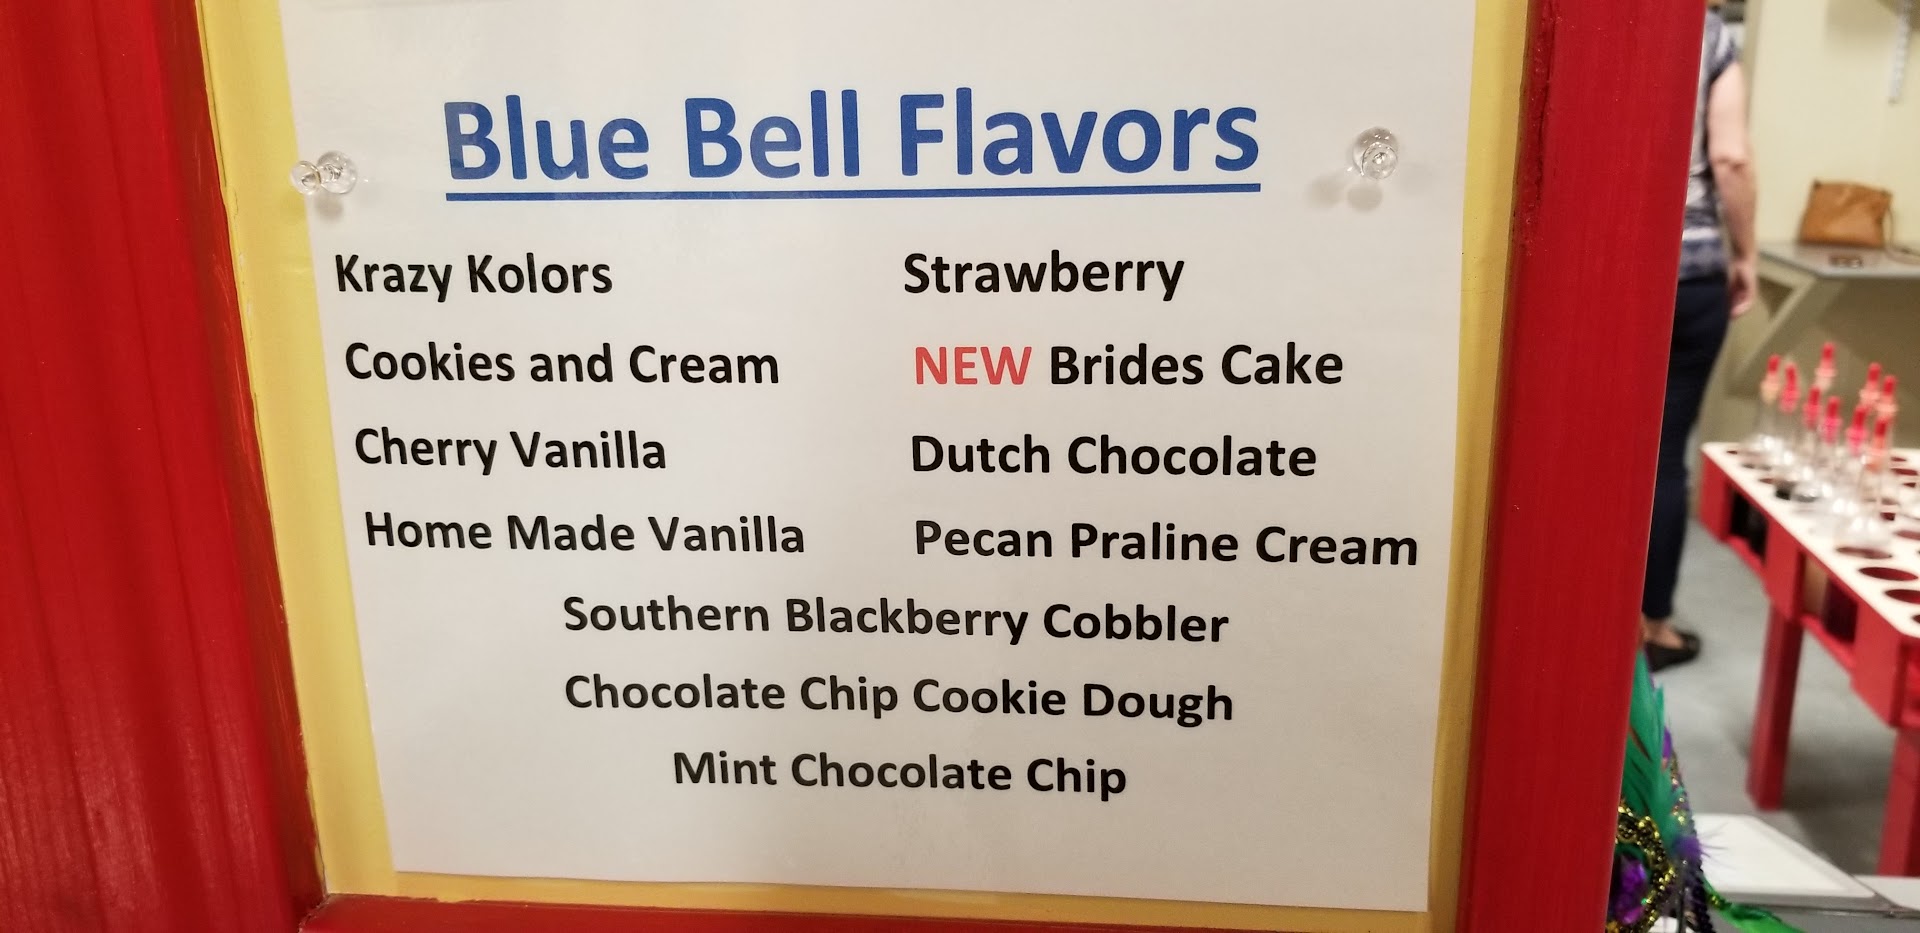 Blue Bell Flavors
Krazy Kolors
Strawberry
Cookies and Cream
NEW Brides Cake
Cherry Vanilla
Dutch Chocolate
Home Made Vanilla
Pecan Praline Cream
Southern Blackberry Cobbler
Chocolate Chip Cookie Dough
Mint Chocolate Chip